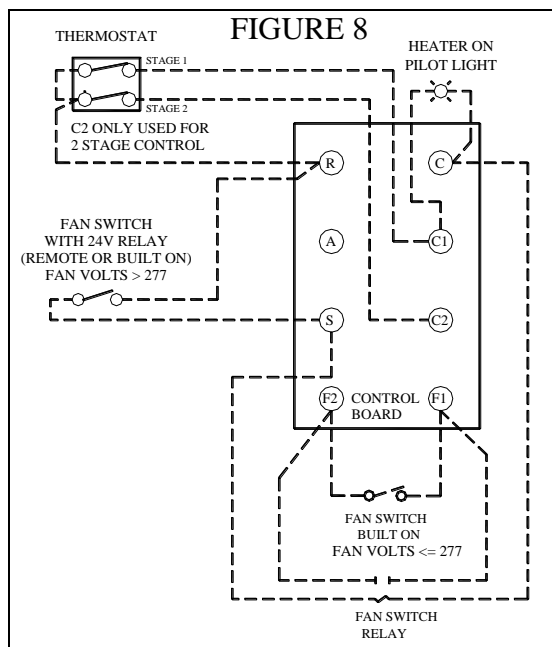 FIGURE 8
THERMOSTAT
STAGE 1
STAGE 2
C2 ONLY USED FOR
2 STAGE CONTROL
HEATER ON
PILOT LIGHT
R
C
FAN SWITCH
WITH 24V RELAY
(REMOTE OR BUILT ON)
FAN VOLTS > 277
A
C1
S
C2
F2
CONTROL
BOARD
F1
FAN SWITCH
BUILT ON
FAN VOLTS <= 277
FAN SWITCH
RELAY